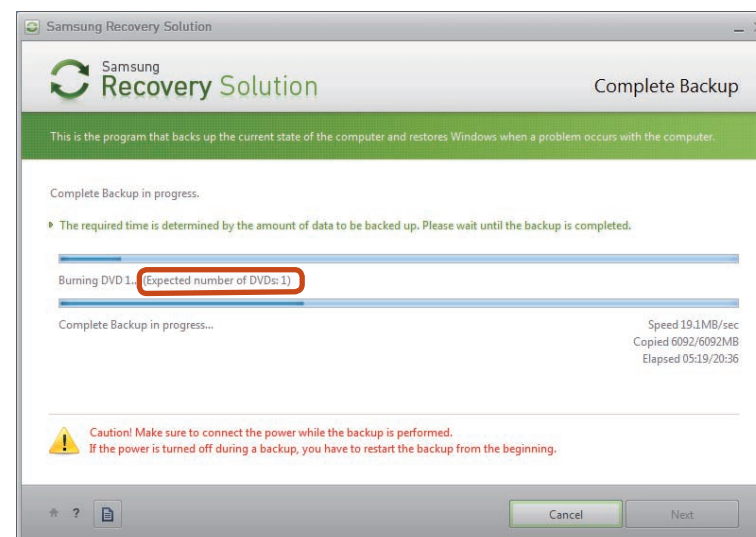 Samsung Recovery Solution
Samsung
Recovery Solution
Complete Backup
This is the program that backs up the current state of the computer and restores Windows when a problem occurs with the computer.
Complete Backup in progress.
The required time is determined by the amount of data to be backed up. Please wait until the backup is completed.
Burning DVD 1.. (Expected number of DVDs: 1)
Complete Backup in progress...
Speed 19.1MB/sec
Copied 6092/6092MB
Elapsed 05:19/20:36
Caution! Make sure to connect the power while the backup is performed.
If the power is turned off during a backup, you have to restart the backup from the beginning.
?
Cancel
Next